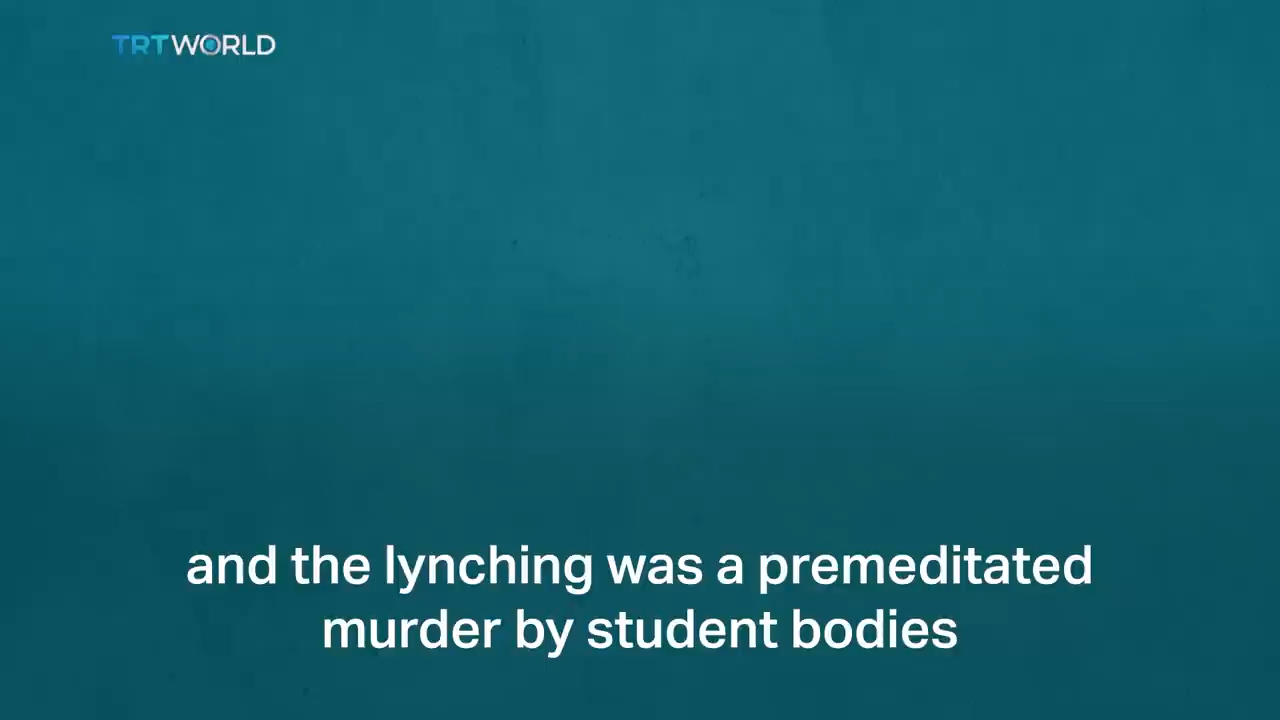 TRTWORLD
and the lynching was a premeditated
murder by student bodies